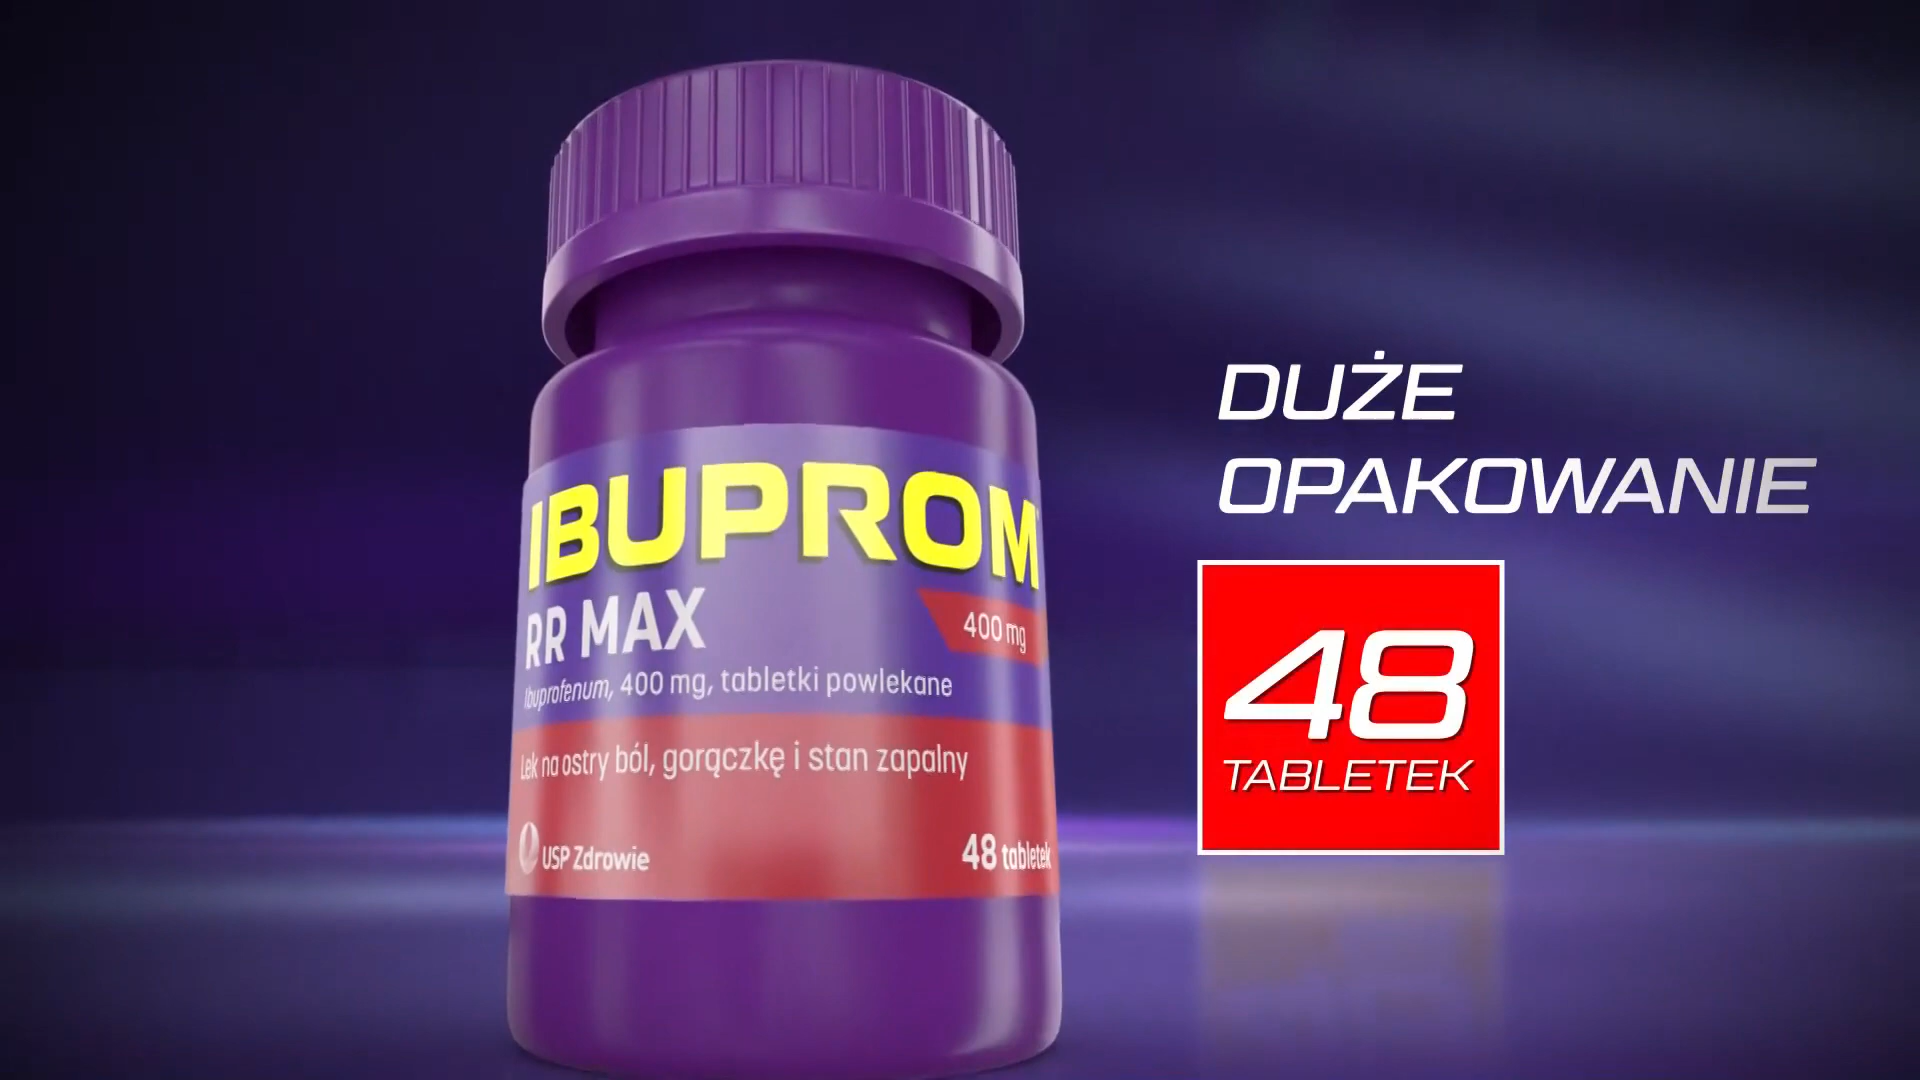 IBUPROM
RR MAX
400 mg
Ibuprofenum, 400 mg, tabletki powlekane
Lek na ostry ból, gorączkę i stan zapalny
USP Zdrowie
48 tabletek
DUŻE
OPAKOWANIE
48
TABLETEK